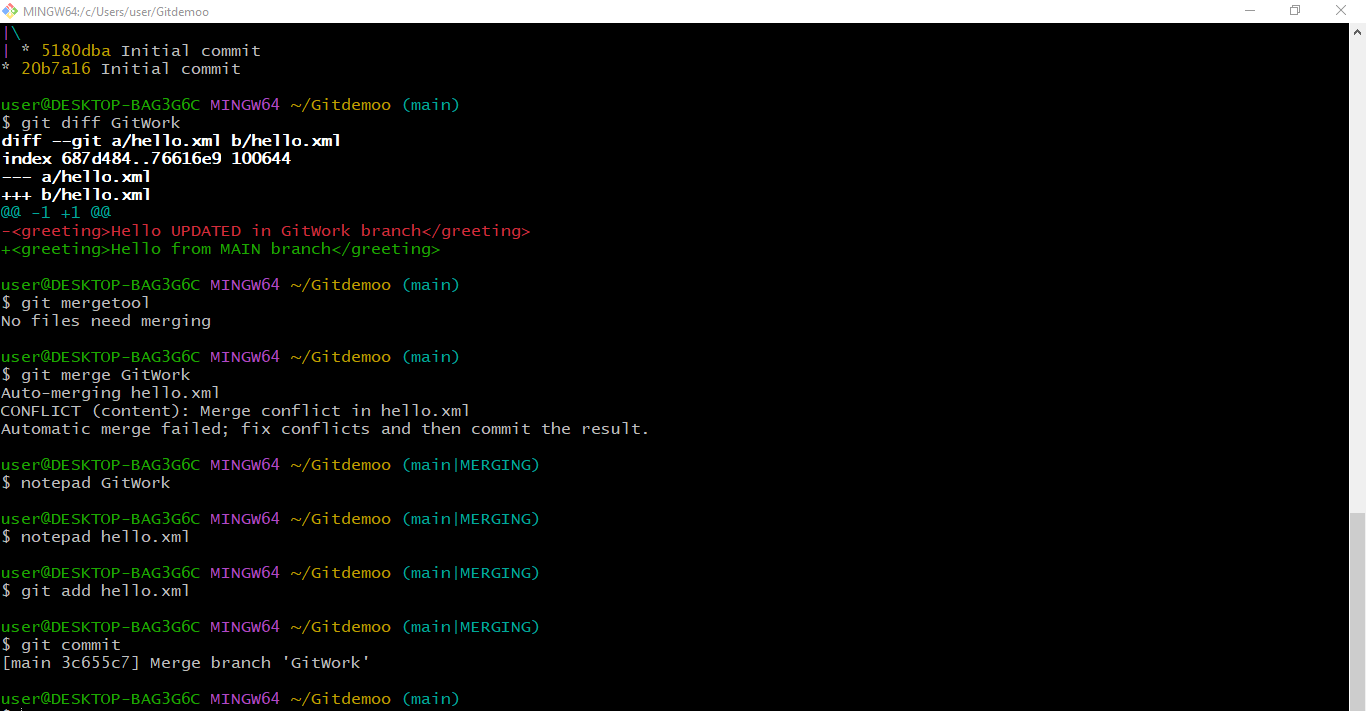 MINGW64:/c/Users/user/Gitdemoo
|\
| * 5180dba Initial commit
* 20b7a16 Initial commit
user@DESKTOP-BAG3G6C MINGW64 ~/Gitdemoo (main)
$ git diff GitWork
diff --git a/hello.xml b/hello.xml
index 687d484..76616e9 100644
--- a/hello.xml
+++ b/hello.xml
@@ -1 +1 @@
-<greeting>Hello UPDATED in GitWork branch</greeting>
+<greeting>Hello from MAIN branch</greeting>
user@DESKTOP-BAG3G6C MINGW64 ~/Gitdemoo (main)
$ git mergetool
No files need merging
user@DESKTOP-BAG3G6C MINGW64 ~/Gitdemoo (main)
$ git merge GitWork
Auto-merging hello.xml
CONFLICT (content): Merge conflict in hello.xml
Automatic merge failed; fix conflicts and then commit the result.
user@DESKTOP-BAG3G6C MINGW64 ~/Gitdemoo (main|MERGING)
$ notepad GitWork
user@DESKTOP-BAG3G6C MINGW64 ~/Gitdemoo (main|MERGING)
$ notepad hello.xml
user@DESKTOP-BAG3G6C MINGW64 ~/Gitdemoo (main|MERGING)
$ git add hello.xml
user@DESKTOP-BAG3G6C MINGW64 ~/Gitdemoo (main|MERGING)
$ git commit
[main 3c655c7] Merge branch 'GitWork'
user@DESKTOP-BAG3G6C MINGW64 ~/Gitdemoo (main)